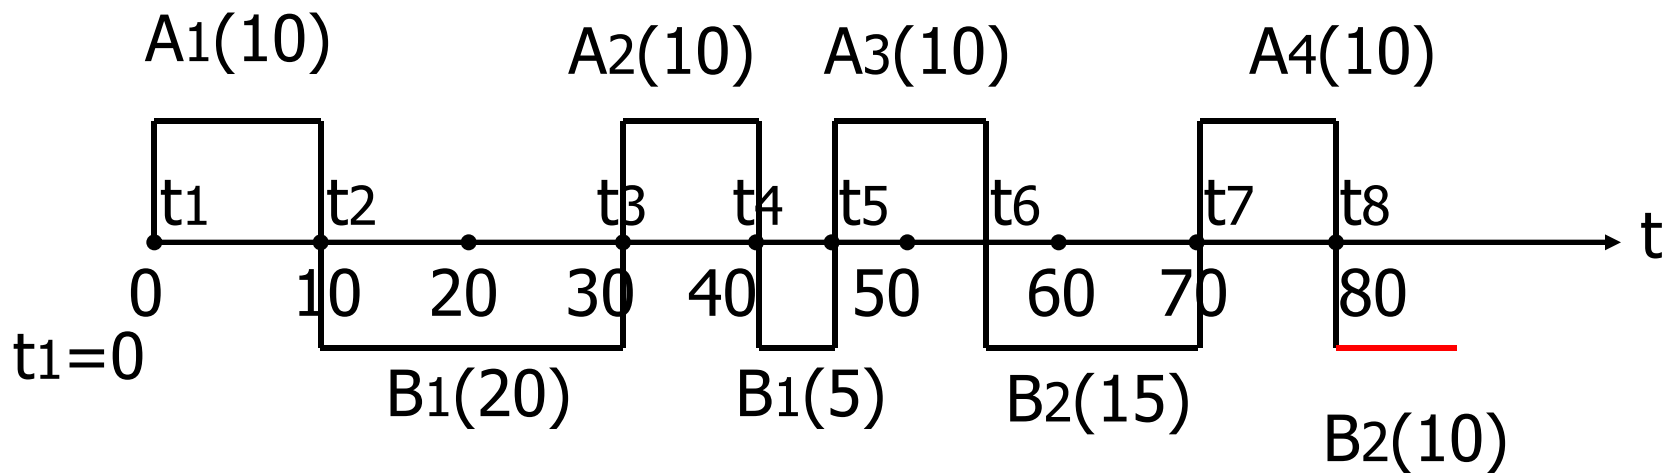 A1(10) A2(10) A3(10) A4(10)
t1 t2 t3 t4 t5 t6 t7 t8 t
0 10 20 30 40 50 60 70 80
t1=0
B1(20) B1(5) B2(15)
B2(10)